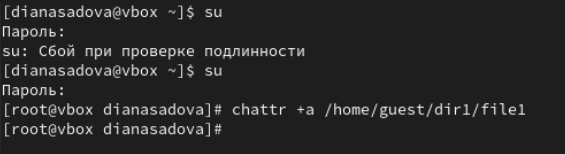 [dianasadova@vbox ~]$ su
Пароль:
su: Сбой при проверке подлинности
[dianasadova@vbox ~]$ su
Пароль:
[root@vbox dianasadova]# chattr +a /home/guest/dir1/file1
[root@vbox dianasadova]#